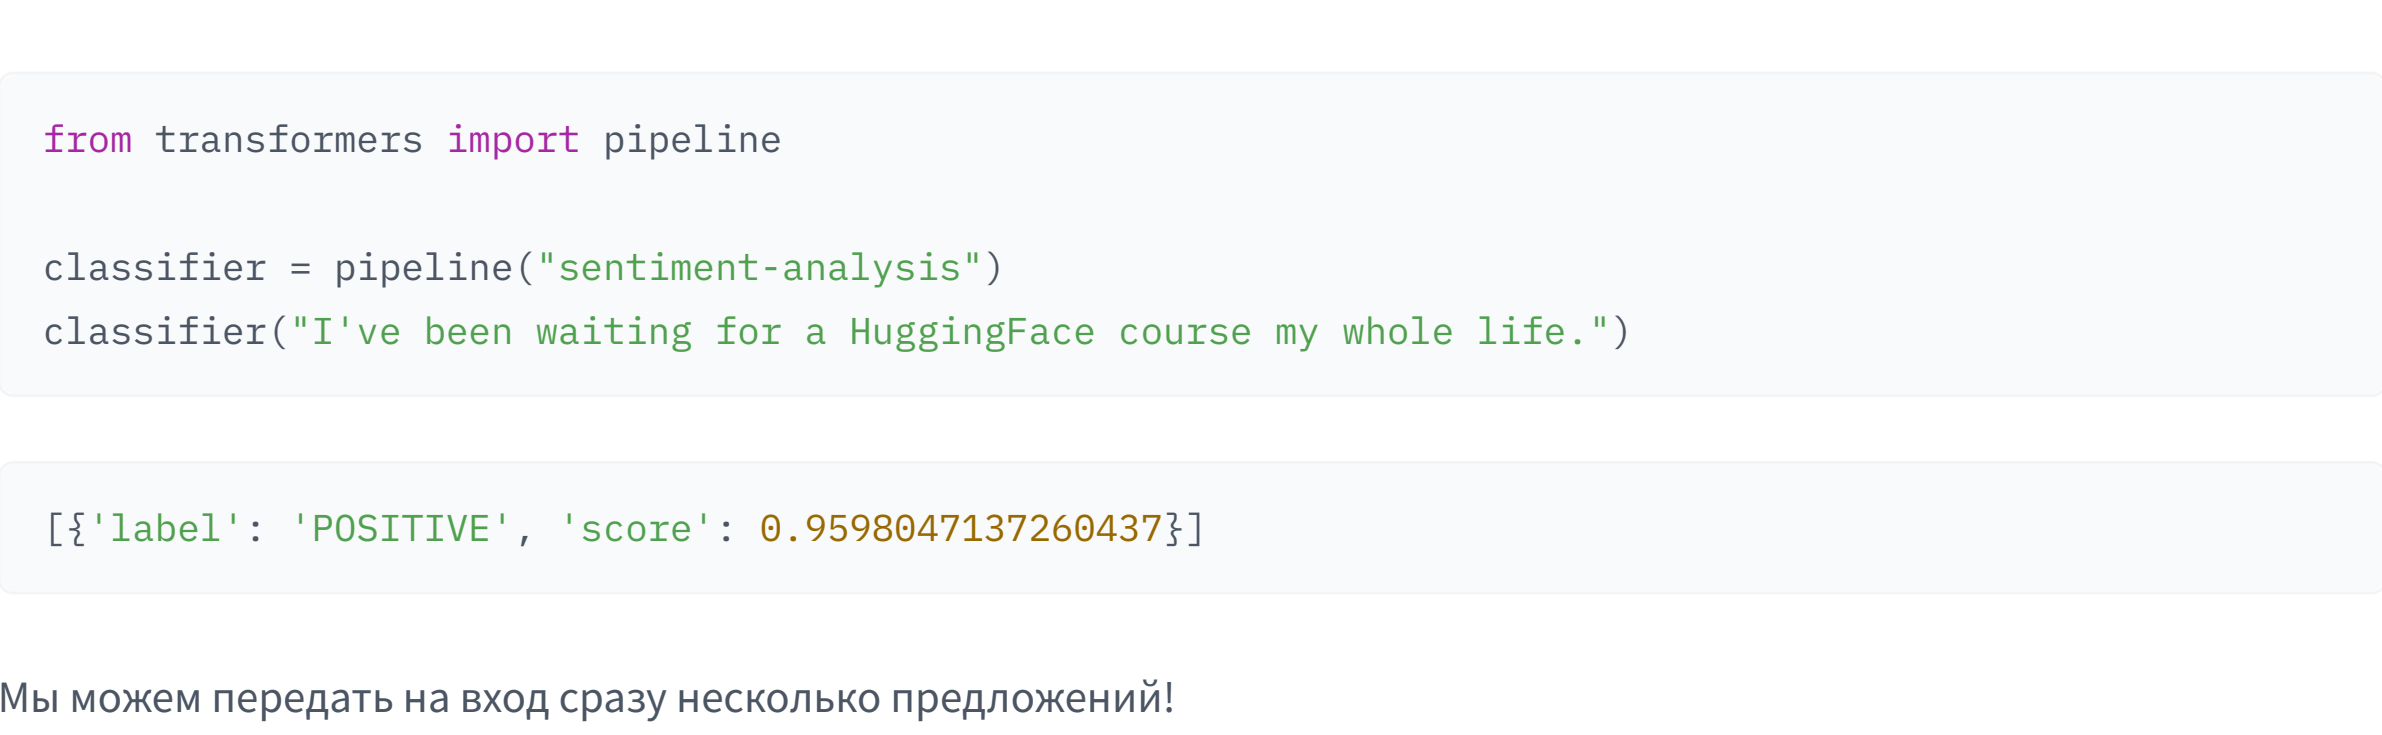 from transformers import pipeline
classifier = pipeline("sentiment-analysis")
classifier("I've been waiting for a HuggingFace course my whole life.")
[{'label': 'POSITIVE', 'score': 0.9598047137260437}]
Мы можем передать на вход сразу несколько предложений!